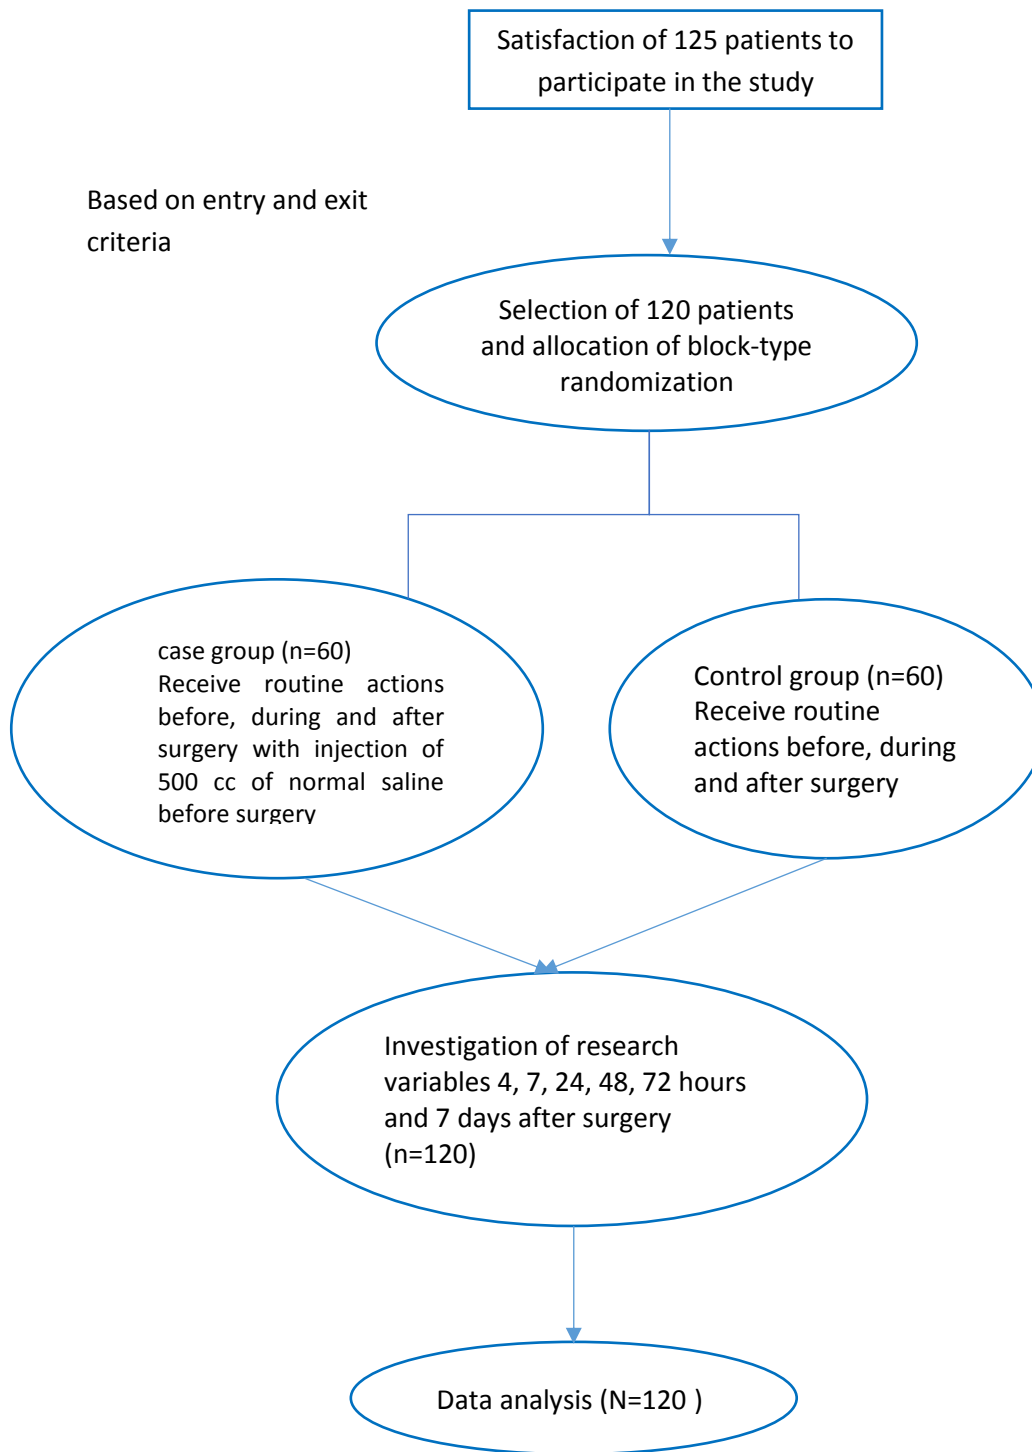 Satisfaction of 125 patients to
participate in the study
Based on entry and exit
criteria
Selection of 120 patients
and allocation of block-type
randomization
case group (n=60)
Receive routine actions
before, during and after
surgery with injection of
500 cc of normal saline
before surgery
Control group (n=60)
Receive routine
actions before, during
and after surgery
Investigation of research
variables 4, 7, 24, 48, 72 hours
and 7 days after surgery
(n=120)
Data analysis (N=120 )